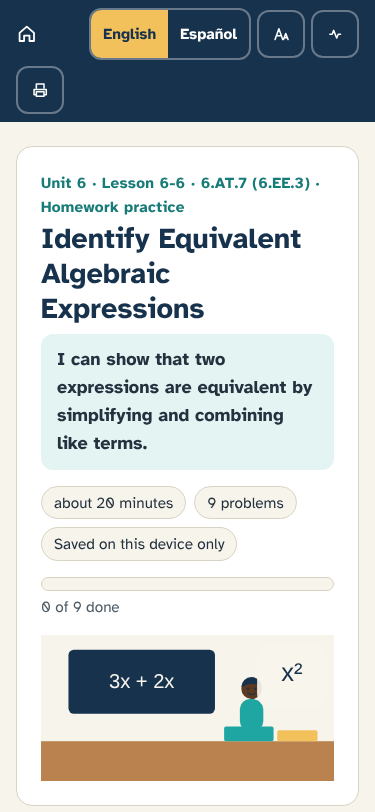 English Español
Unit 6 · Lesson 6-6 · 6.AT.7 (6.EE.3) ·
Homework practice
Identify Equivalent
Algebraic
Expressions
I can show that two
expressions are equivalent by
simplifying and combining
like terms.
about 20 minutes 9 problems
Saved on this device only
0 of 9 done
3x + 2x
x²